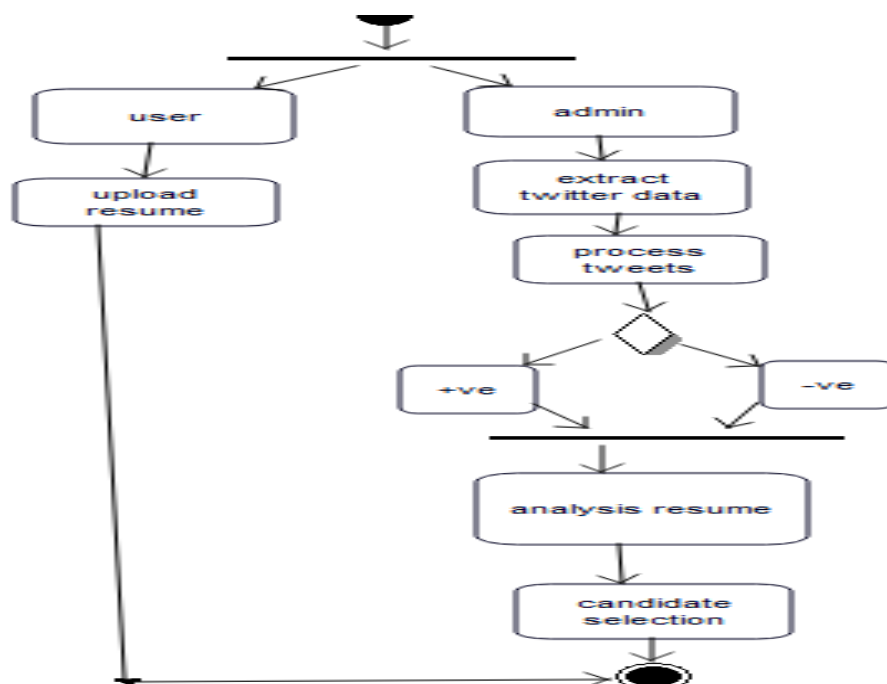 user
admin
upload
resume
extract
twitter data
process
tweets
+ve
-ve
analysis resume
candidate
selection